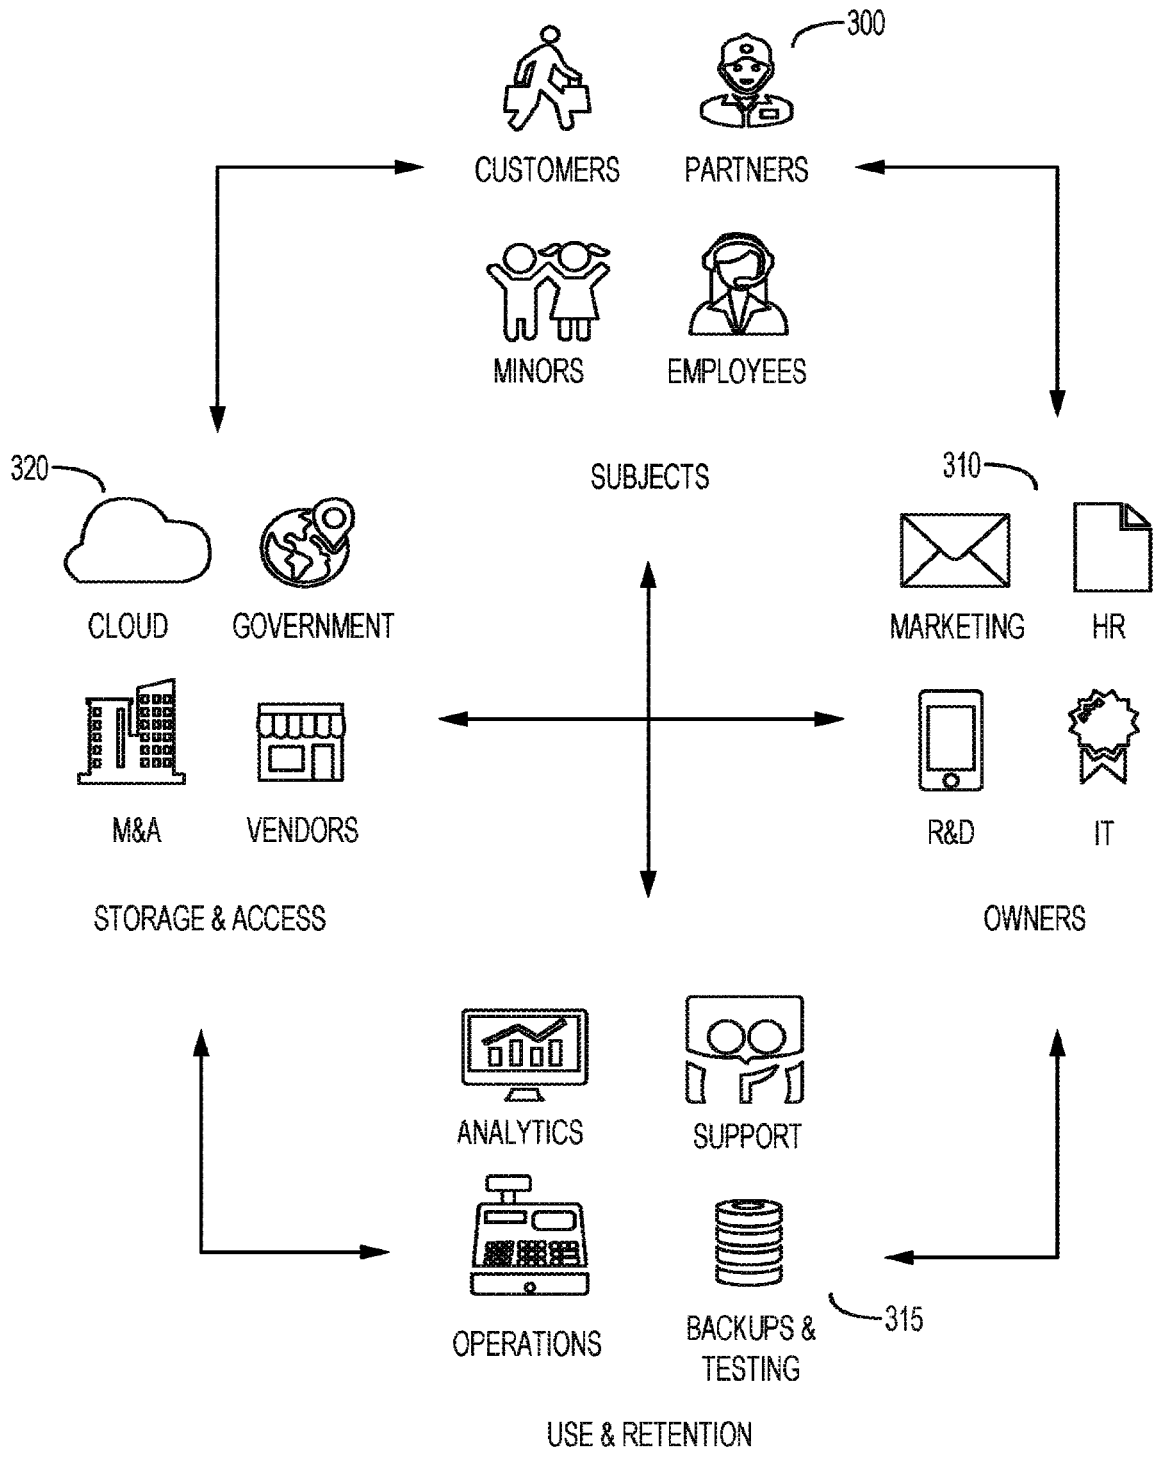 300
CUSTOMERS
PARTNERS
MINORS
EMPLOYEES
SUBJECTS
320
310
CLOUD
GOVERNMENT
MARKETING
HR
M&A
VENDORS
R&D
IT
STORAGE & ACCESS
OWNERS
ANALYTICS
SUPPORT
OPERATIONS
BACKUPS &
TESTING
315
USE & RETENTION